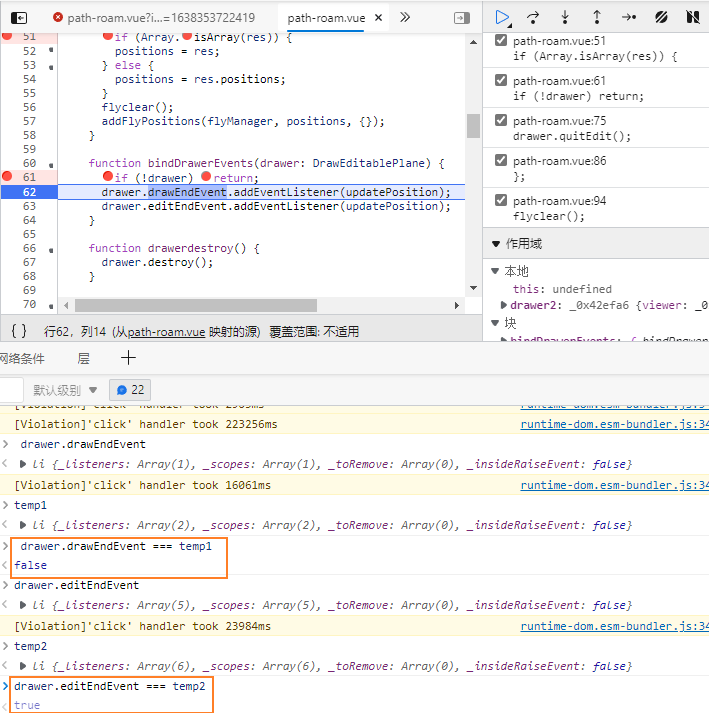 path-roam.vue?i...=1638353722419
path-roam.vue
51 if (Array.isArray(res)) {
52 positions = res;
53 } else {
54 positions = res.positions;
55 }
56 flyclear();
57 addFlyPositions(flyManager, positions, {});
58 }
59
60 function bindDrawerEvents(drawer: DrawEditablePlane) {
61 if (!drawer) return;
62 drawer.drawEndEvent.addEventListener(updatePosition);
63 drawer.editEndEvent.addEventListener(updatePosition);
64 }
65
66 function drawerdestroy() {
67 drawer.destroy();
68 }
69
70
{ } 行62，列14 (从path-roam.vue 映射的源) 覆盖范围: 不适用
path-roam.vue:51
if (Array.isArray(res)) {
path-roam.vue:61
if (!drawer) return;
path-roam.vue:75
drawer.quitEdit();
path-roam.vue:86
};
path-roam.vue:94
flyclear();
作用域
本地
this: undefined
drawer2: _0x42efa6 {viewer: _0
块
bindDrawerEvents: ƒ bindDrawer
网络条件 层
默认级别 22
[Violation]'click' handler took 2989ms runtime-dom.esm-bundler.js:34
[Violation]'click' handler took 223256ms runtime-dom.esm-bundler.js:34
drawer.drawEndEvent
li {_listeners: Array(1), _scopes: Array(1), _toRemove: Array(0), _insideRaiseEvent: false}
[Violation]'click' handler took 16061ms runtime-dom.esm-bundler.js:34
temp1
li {_listeners: Array(2), _scopes: Array(2), _toRemove: Array(0), _insideRaiseEvent: false}
drawer.drawEndEvent === temp1
false
drawer.editEndEvent
li {_listeners: Array(5), _scopes: Array(5), _toRemove: Array(0), _insideRaiseEvent: false}
[Violation]'click' handler took 23984ms runtime-dom.esm-bundler.js:34
temp2
li {_listeners: Array(6), _scopes: Array(6), _toRemove: Array(0), _insideRaiseEvent: false}
drawer.editEndEvent === temp2
true